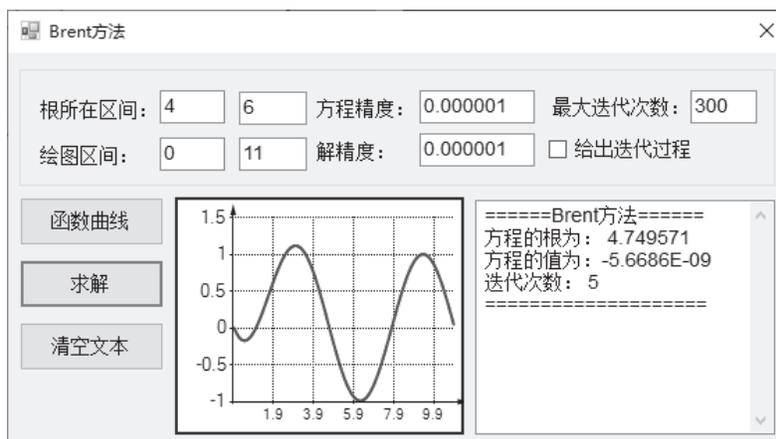 Brent方法
根所在区间： 4 6 方程精度： 0.000001 最大迭代次数： 300
绘图区间： 0 11 解精度： 0.000001 给出迭代过程
函数曲线
求解
清空文本
1.5
1
0.5
0
-0.5
-1
1.9 3.9 5.9 7.9 9.9
======Brent方法======
方程的根为： 4.749571
方程的值为：-5.6686E-09
迭代次数： 5
====================